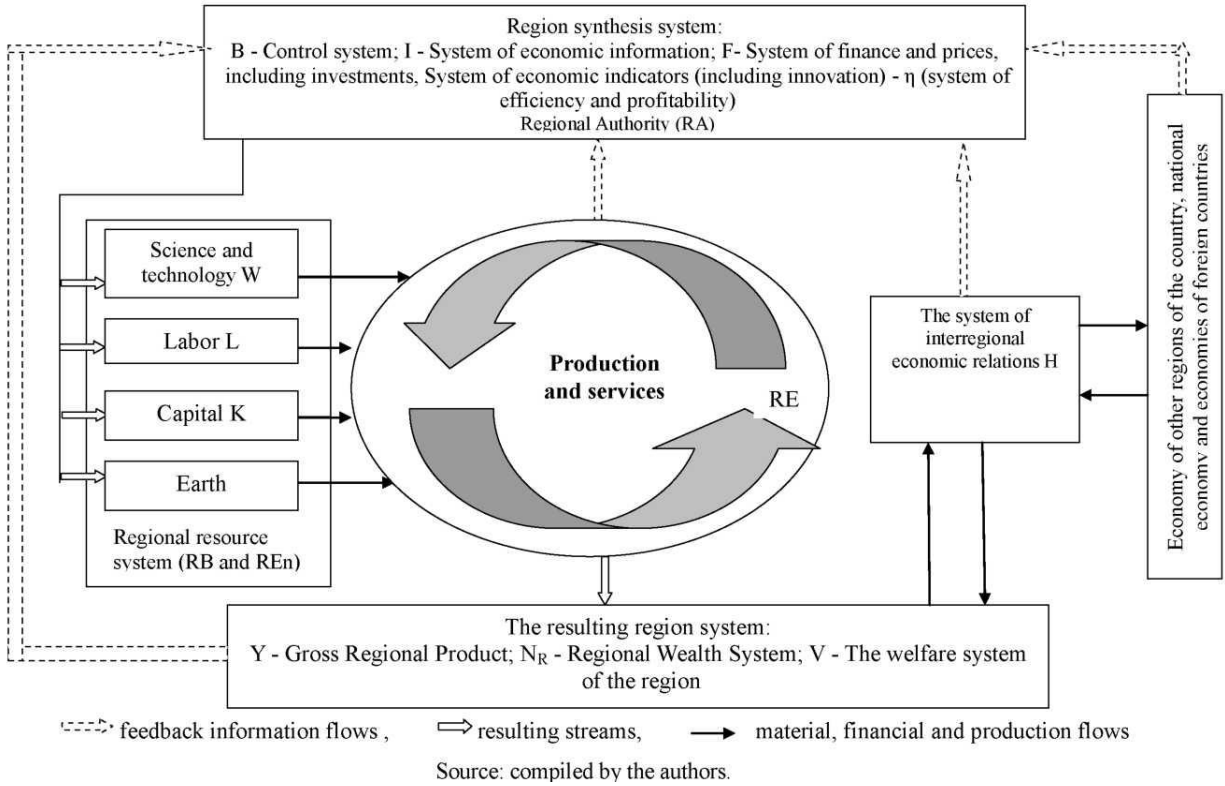 Region synthesis system:
B - Control system; I - System of economic information; F- System of finance and prices,
including investments, System of economic indicators (including innovation) - η (system of
efficiency and profitability)
Regional Authority (RA)
Science and
technology W
Labor L
Capital K
Earth
Regional resource
system (RB and REn)
Production
and services
RE
The system of
interregional
economic relations H
Economy of other regions of the country, national
economy and economies of foreign countries
The resulting region system:
Y - Gross Regional Product; NR - Regional Wealth System; V - The welfare system
of the region
feedback information flows , resulting streams, material, financial and production flows
Source: compiled by the authors.